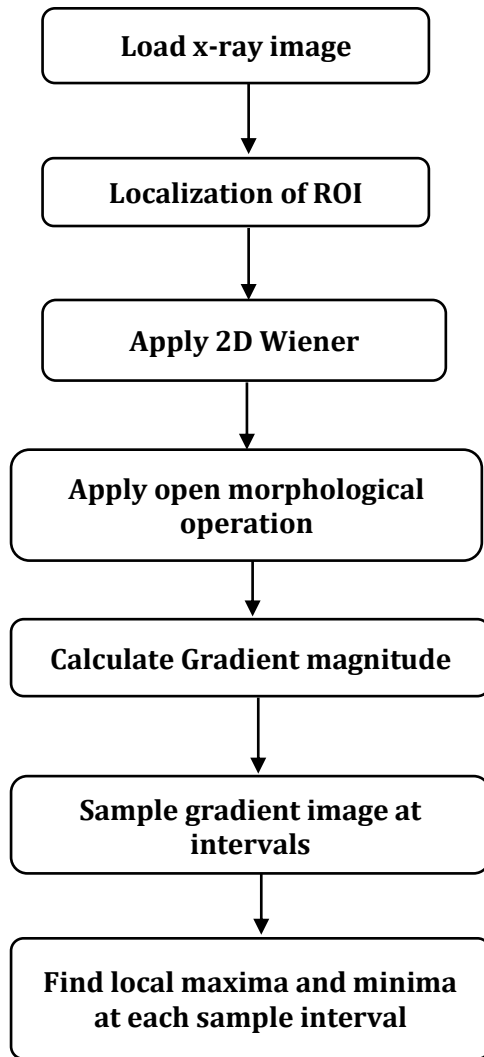 Load x-ray image
Localization of ROI
Apply 2D Wiener
Apply open morphological
operation
Calculate Gradient magnitude
Sample gradient image at
intervals
Find local maxima and minima
at each sample interval